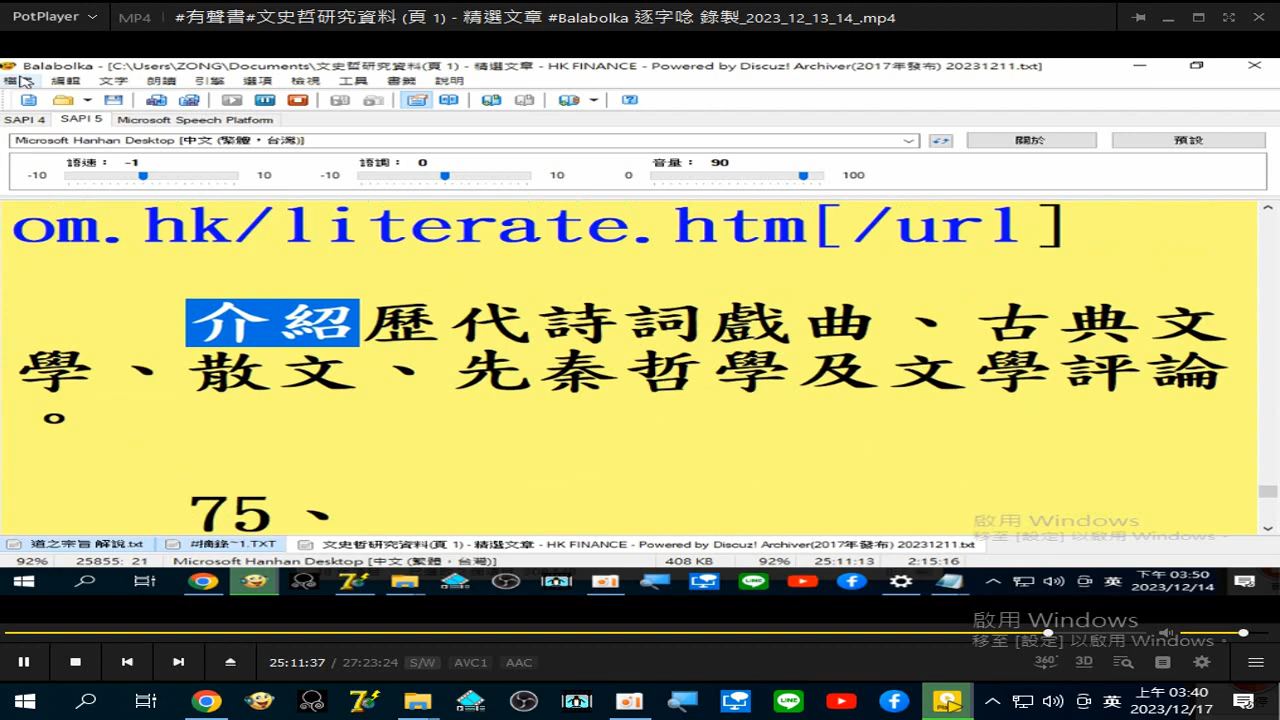 PotPlayer MP4 #有聲書#文史哲研究資料 (頁 1) - 精選文章 #Balabolka 逐字唸 錄製_2023_12_13_14_.mp4
Balabolka - [C:\Users\ZONG\Documents\文史哲研究資料(頁 1) - 精選文章 - HK FINANCE - Powered by Discuz! Archiver(2017年發布) 20231211.txt]
編輯 文字 朗讀 引擎 選項 檢視 工具 書籤 說明
SAPI 4 SAPI 5 Microsoft Speech Platform
Microsoft Hanhan Desktop [中文 (繁體，台灣)] 關於 預設
語速： -1 語調： 0 音量： 90
-10 10 -10 10 0 100
om.hk/literate.htm[/url]
介紹歷代詩詞戲曲、古典文
學、散文、先秦哲學及文學評論
。
75、
啟用 Windows
移至 [設定] 以啟用 Windows。
道之宗旨 解說.txt #摘錄~1.TXT 文史哲研究資料(頁 1) - 精選文章 - HK FINANCE - Powered by Discuz! Archiver(2017年發布) 20231211.txt
92% 25855: 21 Microsoft Hanhan Desktop [中文 (繁體，台灣)] 408 KB 92% 25:11:13 2:15:16
英 下午 03:50
2023/12/14
啟用 Windows
移至 [設定] 以啟用 Windows。
25:11:37 / 27:23:24 S/W AVC1 AAC 360° 3D
英 上午 03:40
2023/12/17